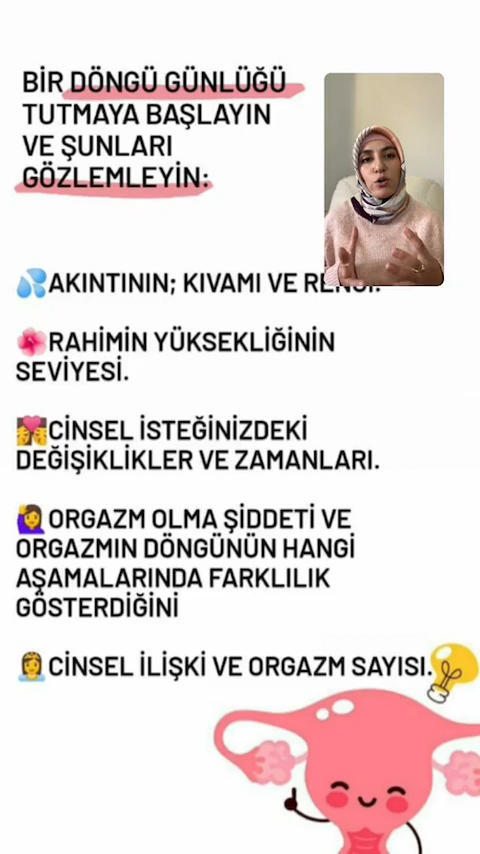 BİR DÖNGÜ GÜNLÜĞÜ
TUTMAYA BAŞLAYIN
VE ŞUNLARI
GÖZLEMLEYİN:
💦AKINTININ; KIVAMI VE RENGİ.
🌺RAHİMİN YÜKSEKLİĞİNİN
SEVİYESİ.
👩‍❤️‍💋‍👩CİNSEL İSTEĞİNİZDEKİ
DEĞİŞİKLİKLER VE ZAMANLARI.
🙋‍♀️ORGAZM OLMA ŞİDDETİ VE
ORGAZMIN DÖNGÜNÜN HANGİ
AŞAMALARINDA FARKLILIK
GÖSTERDİĞİNİ
👰CİNSEL İLİŞKİ VE ORGAZM SAYISI.